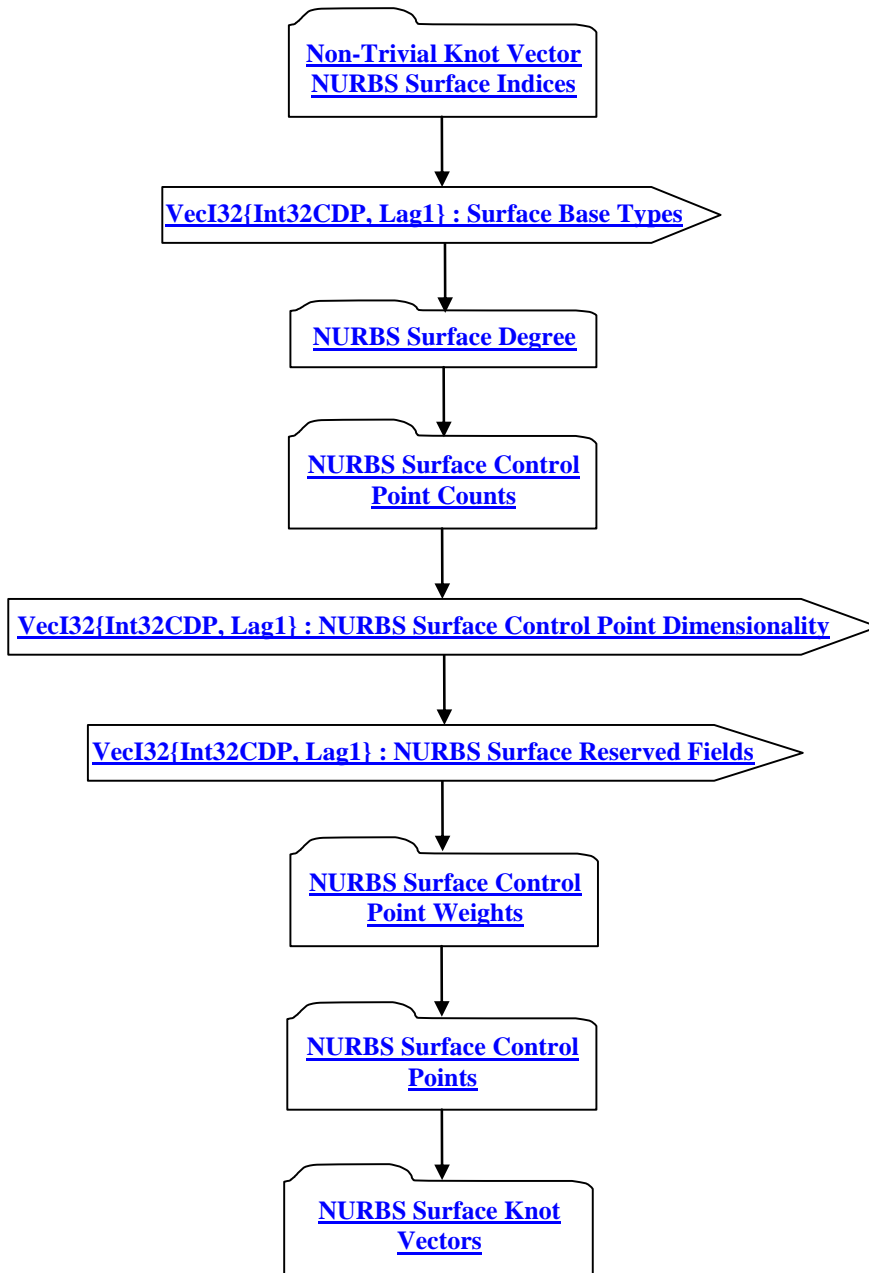 Non-Trivial Knot Vector
NURBS Surface Indices
VecI32{Int32CDP, Lag1} : Surface Base Types
NURBS Surface Degree
NURBS Surface Control
Point Counts
VecI32{Int32CDP, Lag1} : NURBS Surface Control Point Dimensionality
VecI32{Int32CDP, Lag1} : NURBS Surface Reserved Fields
NURBS Surface Control
Point Weights
NURBS Surface Control
Points
NURBS Surface Knot
Vectors